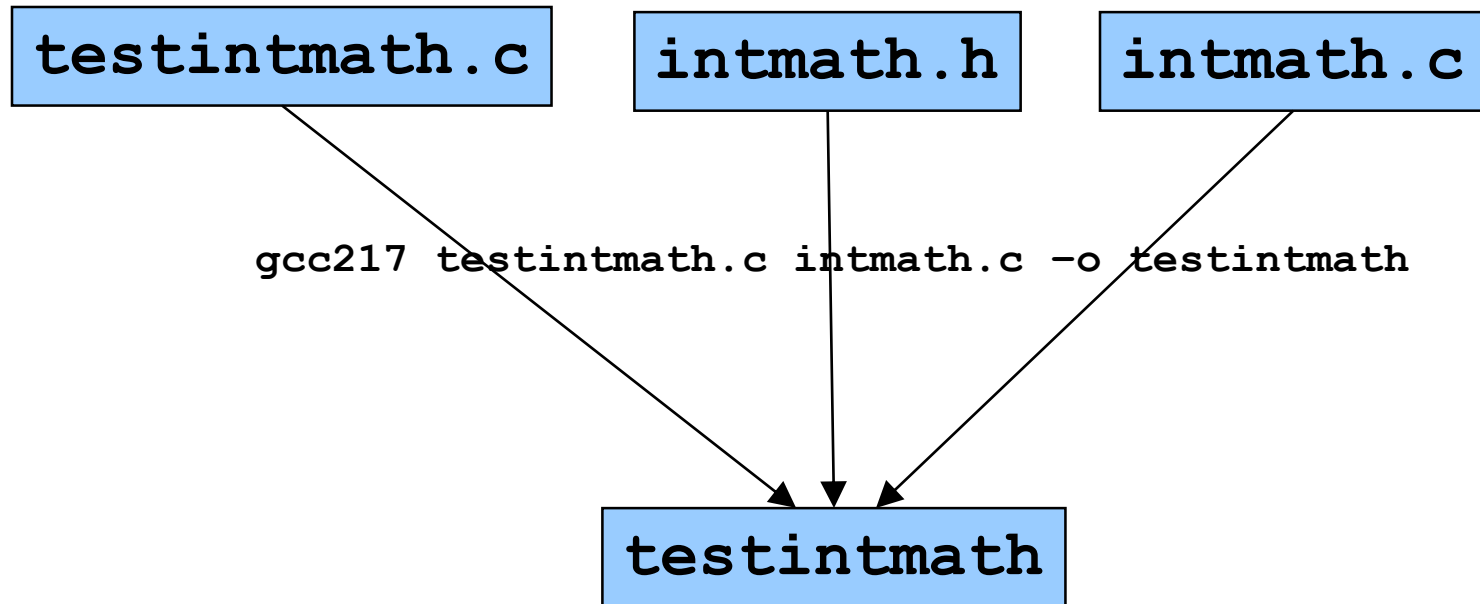 testintmath.c
intmath.h
intmath.c
gcc217 testintmath.c intmath.c –o testintmath
testintmath